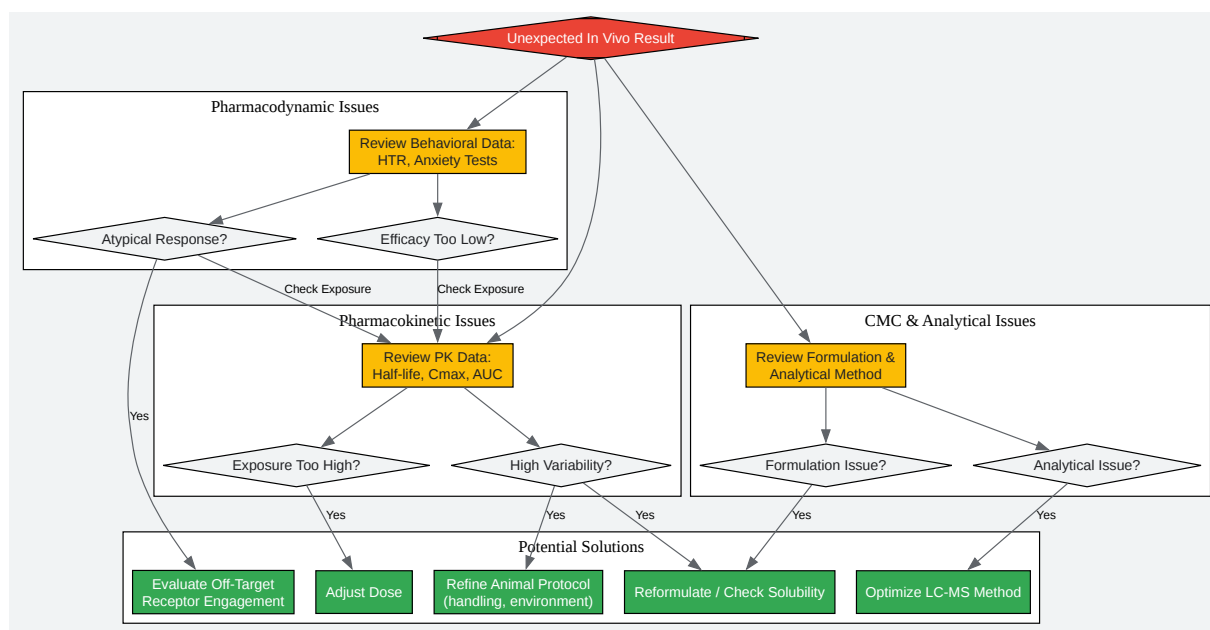 Unexpected In Vivo Result
Pharmacodynamic Issues
Review Behavioral Data:
HTR, Anxiety Tests
Atypical Response?
Efficacy Too Low?
Check Exposure
Check Exposure
Pharmacokinetic Issues
CMC & Analytical Issues
Review PK Data:
Half-life, Cmax, AUC
Review Formulation &
Analytical Method
Yes
Exposure Too High?
High Variability?
Formulation Issue?
Analytical Issue?
Yes
Yes
Yes
Yes
Yes
Potential Solutions
Evaluate Off-Target
Receptor Engagement
Adjust Dose
Refine Animal Protocol
(handling, environment)
Reformulate / Check Solubility
Optimize LC-MS Method